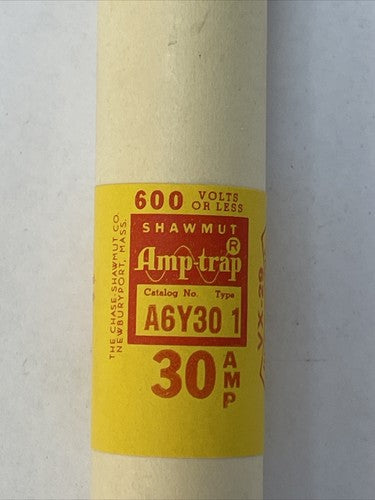 600 VOLTS OR LESS
SHAWMUT
Amp-trap®
Catalog No. Type
A6Y30 1
30 AMP
THE CHASE-SHAWMUT CO.
NEWBURYPORT, MASS.